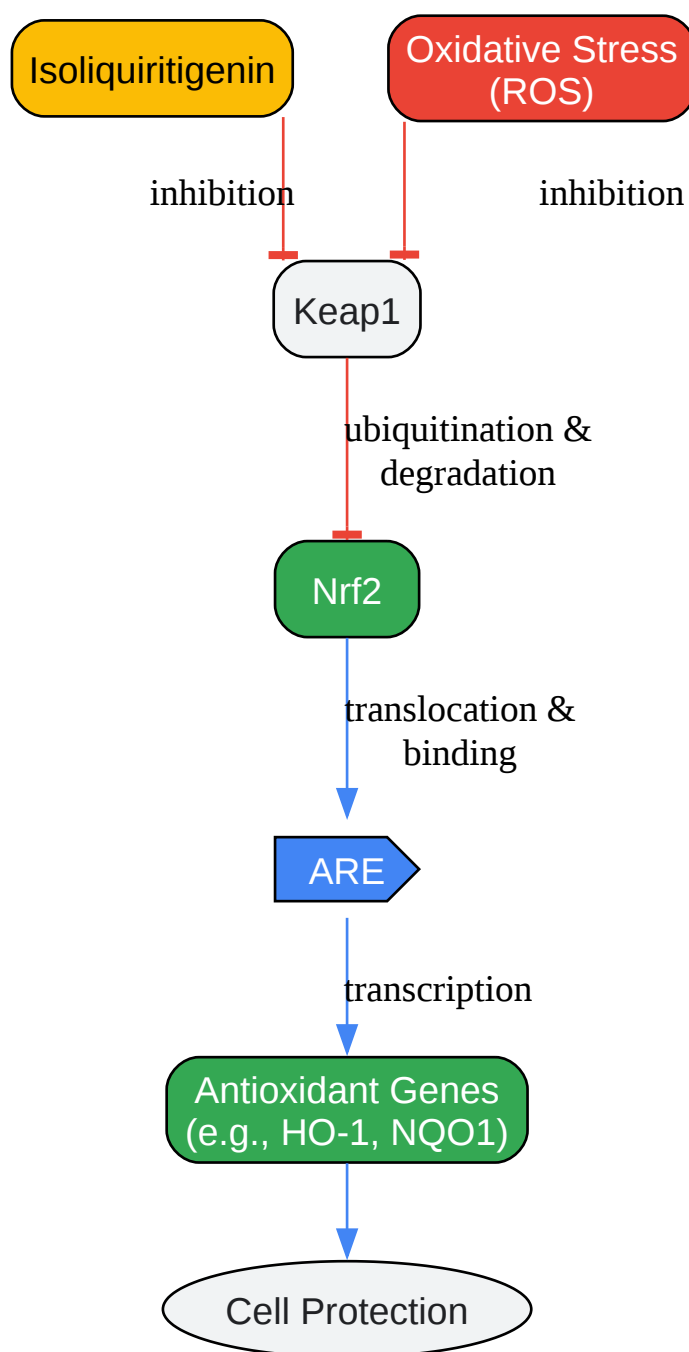 Isoliquiritigenin
Oxidative Stress
(ROS)
inhibition
inhibition
Keap1
ubiquitination &
degradation
Nrf2
translocation &
binding
ARE
transcription
Antioxidant Genes
(e.g., HO-1, NQO1)
Cell Protection